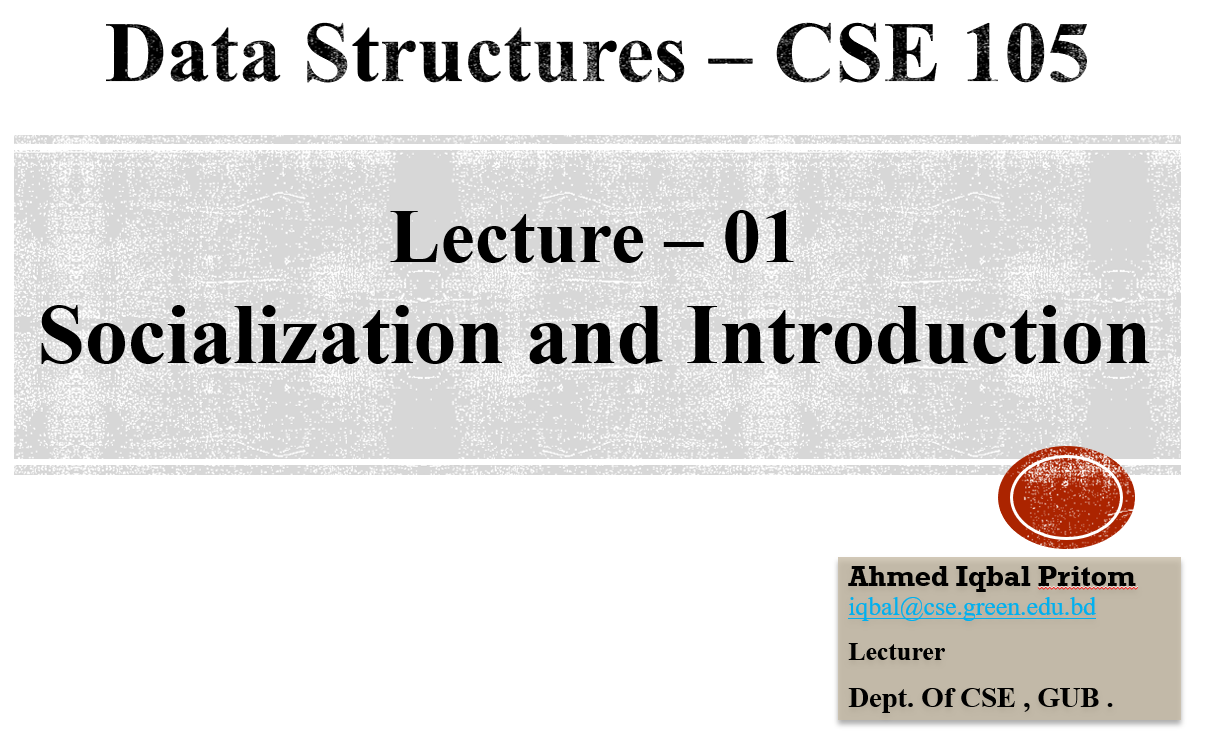 Data Structures – CSE 105
Lecture – 01
Socialization and Introduction
Ahmed Iqbal Pritom
iqbal@cse.green.edu.bd
Lecturer
Dept. Of CSE , GUB .